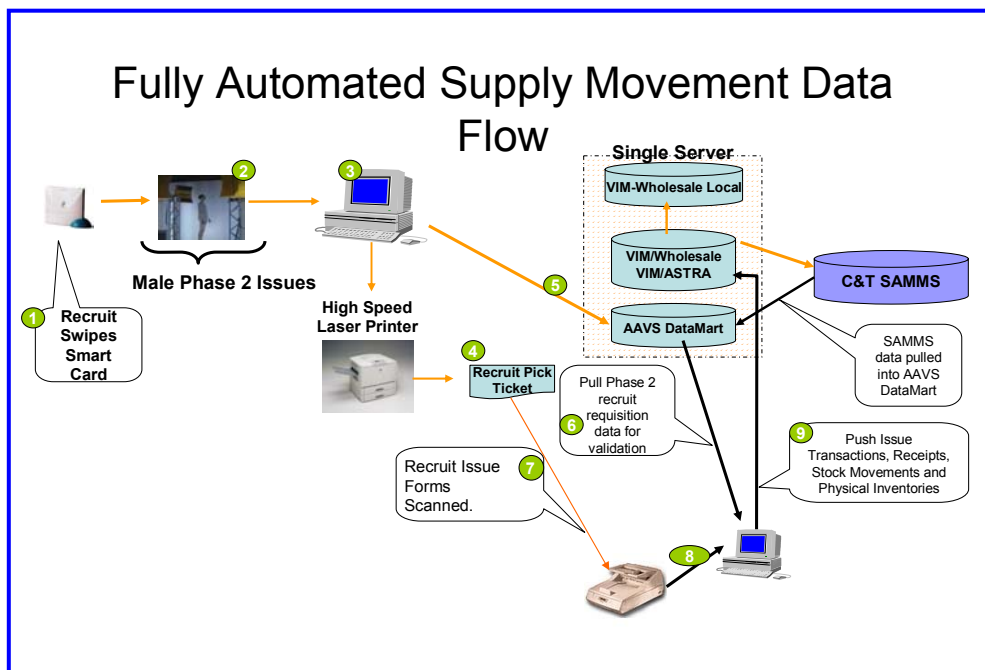 Fully Automated Supply Movement Data
Flow
Single Server
VIM-Wholesale Local
VIM/Wholesale
VIM/ASTRA
AAVS DataMart
C&T SAMMS
2
3
Male Phase 2 Issues
1
Recruit
Swipes
Smart
Card
High Speed
Laser Printer
5
4
Recruit Pick
Ticket
SAMMS
data pulled
into AAVS
DataMart
6
Pull Phase 2
recruit
requisition
data for
validation
7
Recruit Issue
Forms
Scanned.
9
Push Issue
Transactions, Receipts,
Stock Movements and
Physical Inventories
8